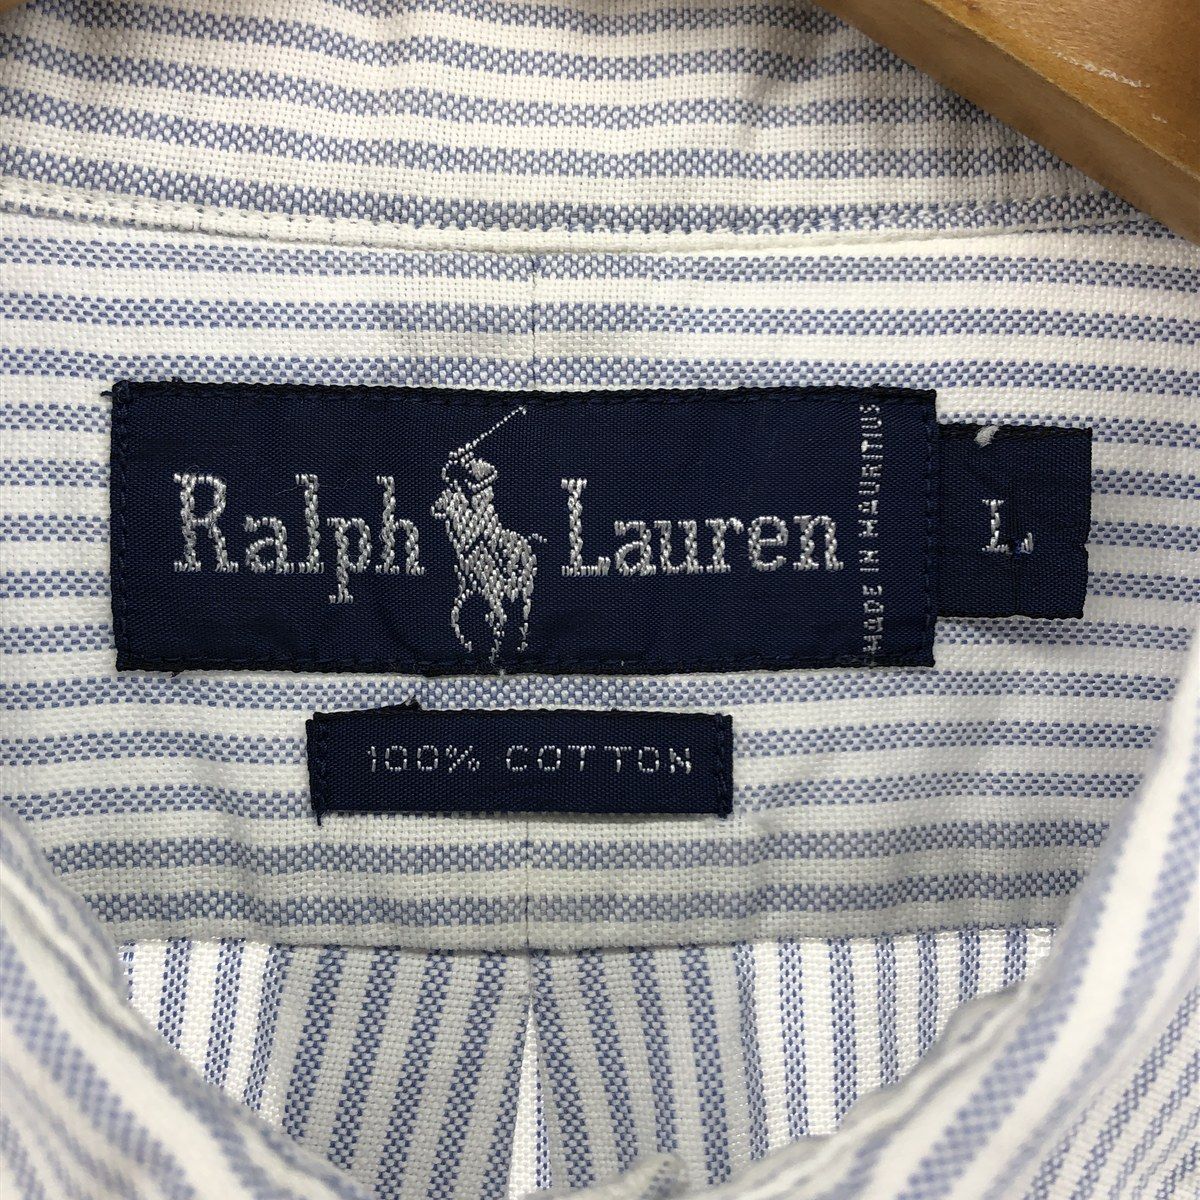 Ralph Lauren
MADE IN MAURITIUS
L
100% COTTON